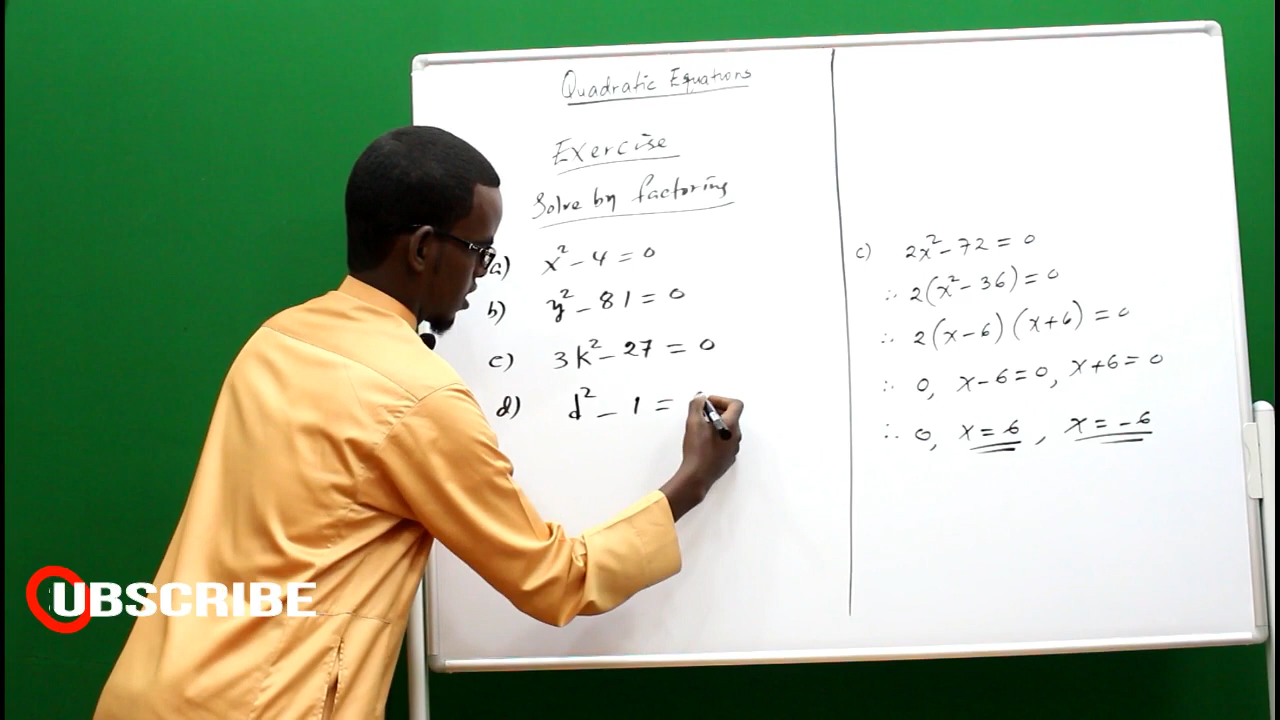 Quadratic Equations
Exercise
Solve by factoring
a) x² - 4 = 0
b) y² - 81 = 0
c) 3k² - 27 = 0
d) d² - 1 =
c) 2x² - 72 = 0
∴ 2(x² - 36) = 0
∴ 2(x - 6) (x + 6) = 0
∴ 0, x - 6 = 0, x + 6 = 0
∴ 0, x = 6, x = -6
UBSCRIBE